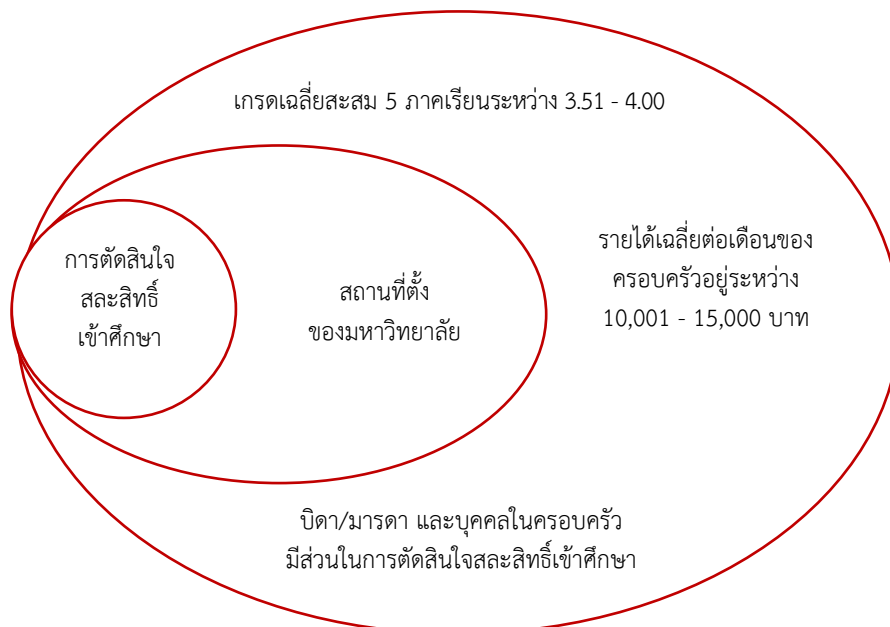 เกรดเฉลี่ยสะสม 5 ภาคเรียนระหว่าง 3.51 - 4.00
การตัดสินใจ
สละสิทธิ์
เข้าศึกษา
สถานที่ตั้ง
ของมหาวิทยาลัย
รายได้เฉลี่ยต่อเดือนของ
ครอบครัวอยู่ระหว่าง
10,001 - 15,000 บาท
บิดา/มารดา และบุคคลในครอบครัว
มีส่วนในการตัดสินใจสละสิทธิ์เข้าศึกษา